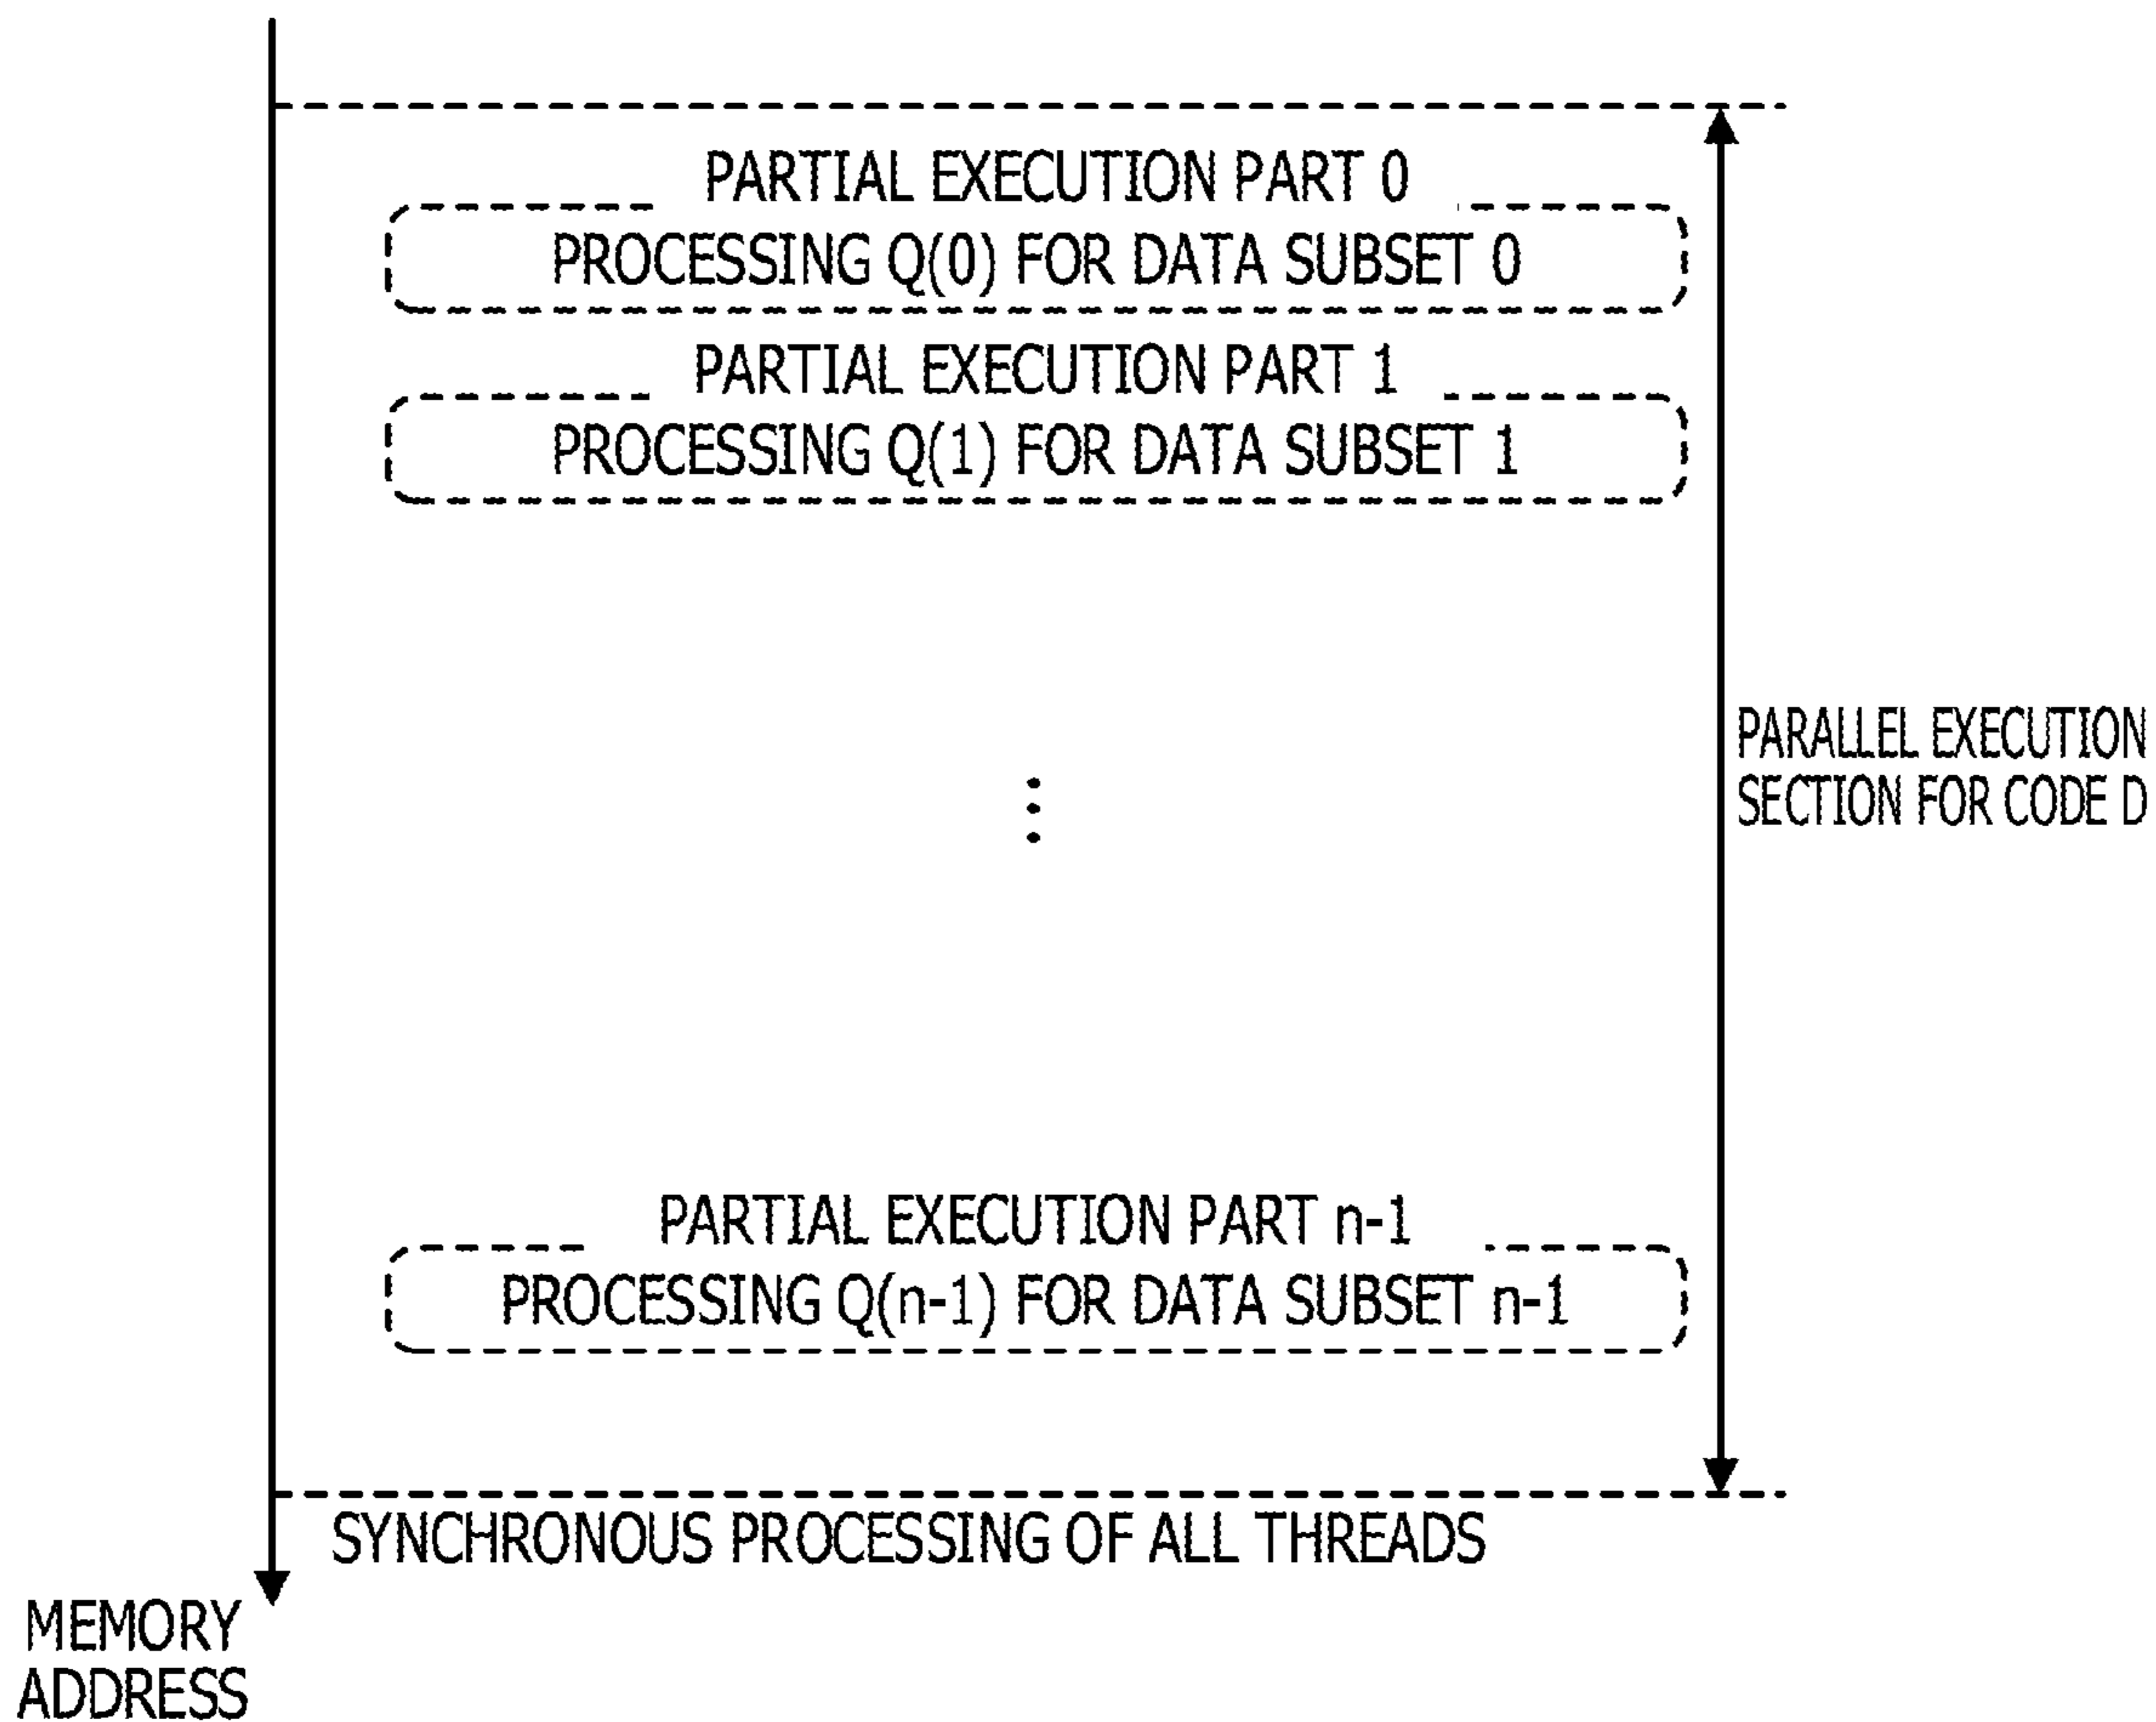 PARTIAL EXECUTION PART 0
PROCESSING Q(0) FOR DATA SUBSET 0
PARTIAL EXECUTION PART 1
PROCESSING Q(1) FOR DATA SUBSET 1
PARALLEL EXECUTION
SECTION FOR CODE D
PARTIAL EXECUTION PART n-1
PROCESSING Q(n-1) FOR DATA SUBSET n-1
SYNCHRONOUS PROCESSING OF ALL THREADS
MEMORY
ADDRESS